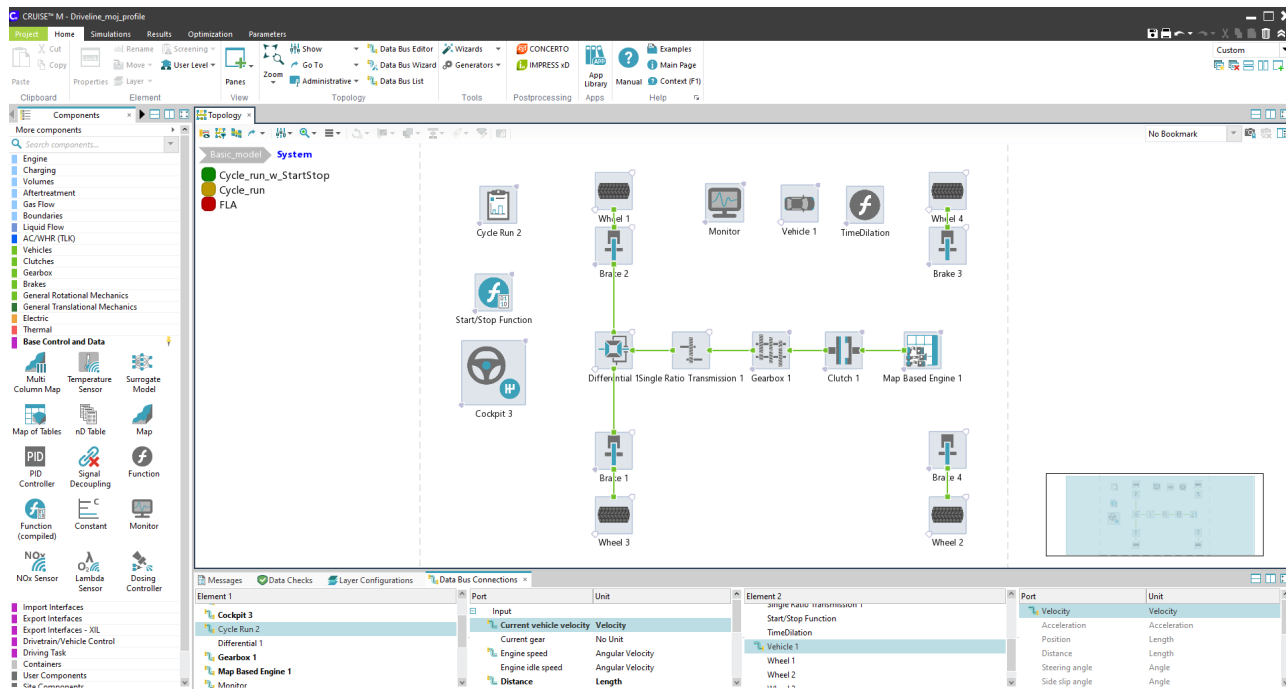 CRUISE™ M - Driveline_moj_profile
Project Home Simulations Results Optimization Parameters
Cut
Copy
Paste
Clipboard
Properties
Rename
Move
Layer
Screening
User Level
Element
Panes
View
Zoom
Show
Go To
Administrative
Data Bus Editor
Data Bus Wizard
Data Bus List
Topology
Wizards
Generators
Tools
CONCERTO
IMPRESS xD
Postprocessing
App Library
Apps
Manual
Examples
Main Page
Context (F1)
Help
Custom
Components
More components
Search components...
Engine
Charging
Volumes
Aftertreatment
Gas Flow
Boundaries
Liquid Flow
AC/WHR (TLK)
Vehicles
Clutches
Gearbox
Brakes
General Rotational Mechanics
General Translational Mechanics
Electric
Thermal
Base Control and Data
Multi Column Map
Temperature Sensor
Surrogate Model
Map of Tables
nD Table
Map
PID
PID Controller
Signal Decoupling
Function
Function (compiled)
Constant
Monitor
NOx Sensor
Lambda Sensor
Dosing Controller
Import Interfaces
Export Interfaces
Export Interfaces - XIL
Drivetrain/Vehicle Control
Driving Task
Containers
User Components
Site Components
Topology
No Bookmark
Basic_model System
Cycle_run_w_StartStop
Cycle_run
FLA
Cycle Run 2
Wheel 1
Monitor
Vehicle 1
TimeDilation
Wheel 4
Brake 2
Brake 3
Start/Stop Function
Cockpit 3
Differential 1
Single Ratio Transmission 1
Gearbox 1
Clutch 1
Map Based Engine 1
Brake 1
Brake 4
Wheel 3
Wheel 2
Messages Data Checks Layer Configurations Data Bus Connections
Element 1
Cockpit 3
Cycle Run 2
Differential 1
Gearbox 1
Map Based Engine 1
Monitor
Port Unit
Input
Current vehicle velocity Velocity
Current gear No Unit
Engine speed Angular Velocity
Engine idle speed Angular Velocity
Distance Length
Element 2
Single Ratio Transmission 1
Start/Stop Function
TimeDilation
Vehicle 1
Wheel 1
Wheel 2
Port Unit
Velocity Velocity
Acceleration Acceleration
Position Length
Distance Length
Steering angle Angle
Side slip angle Angle